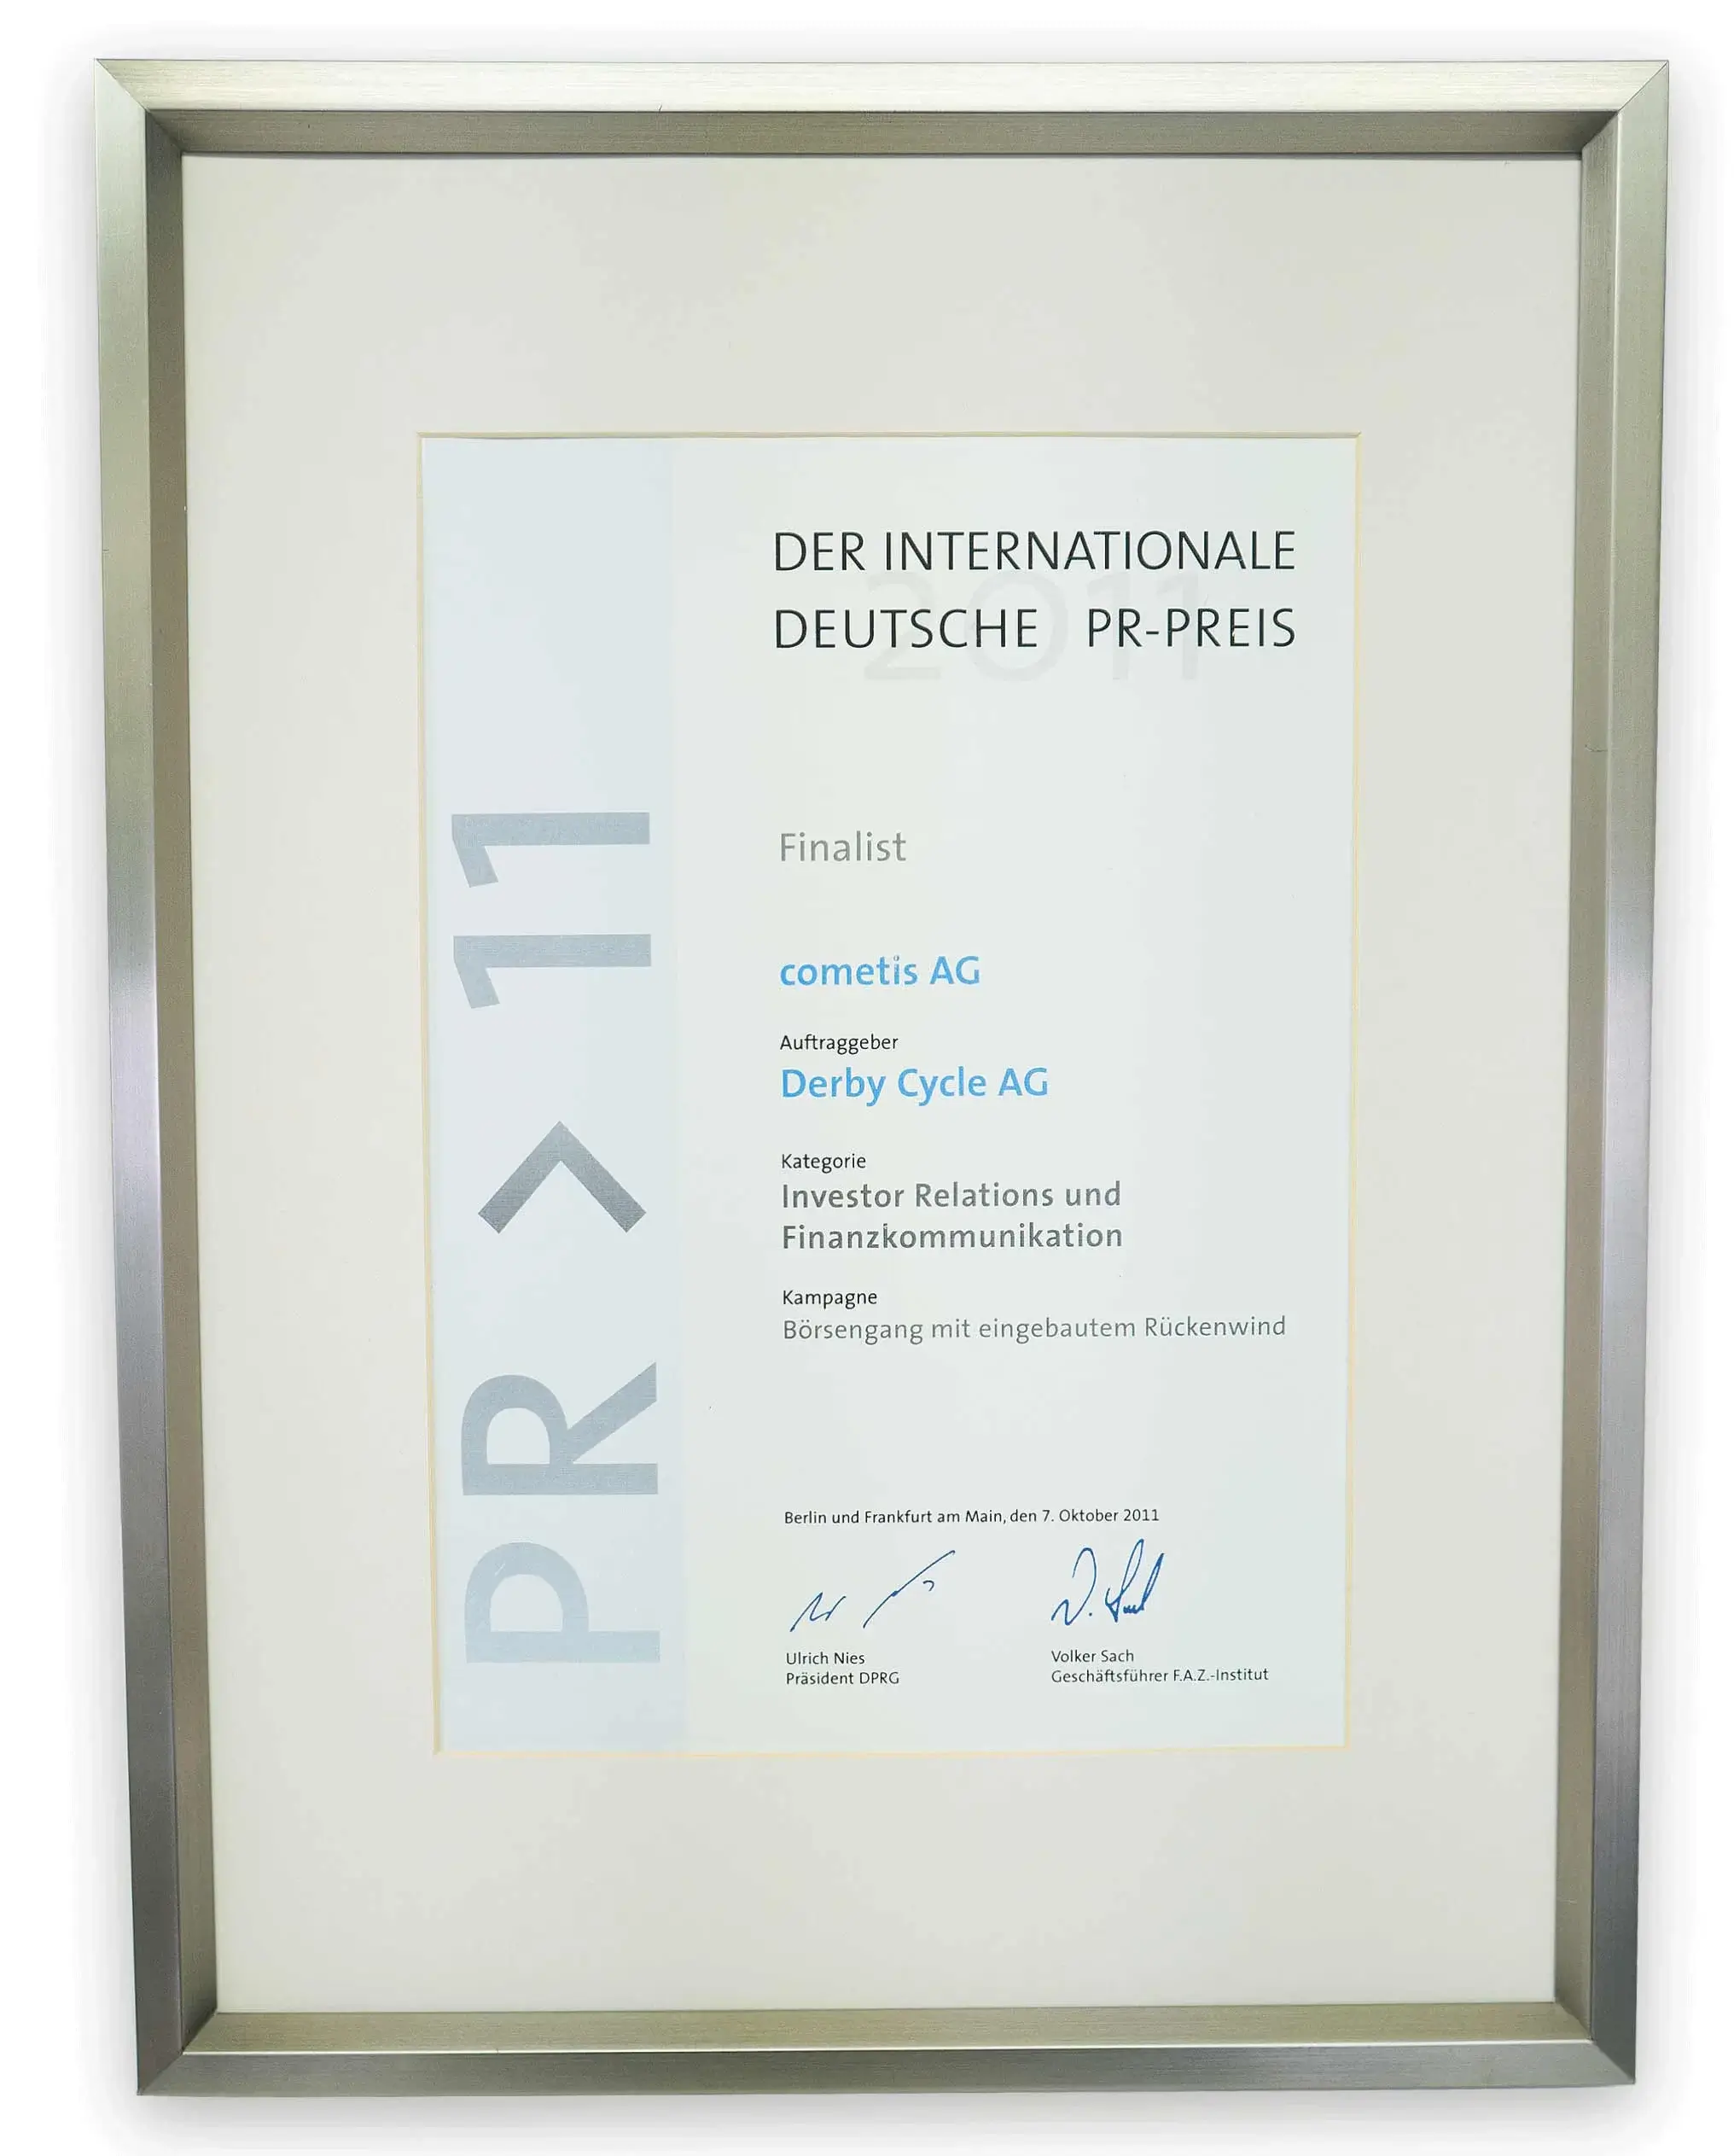 DER INTERNATIONALE
DEUTSCHE PR-PREIS
2011
Finalist
cometis AG
Auftraggeber
Derby Cycle AG
Kategorie
Investor Relations und
Finanzkommunikation
Kampagne
Börsengang mit eingebautem Rückenwind
Berlin und Frankfurt am Main, den 7. Oktober 2011
Ulrich Nies
Präsident DPRG
Volker Sach
Geschäftsführer F.A.Z.-Institut
PR > 11